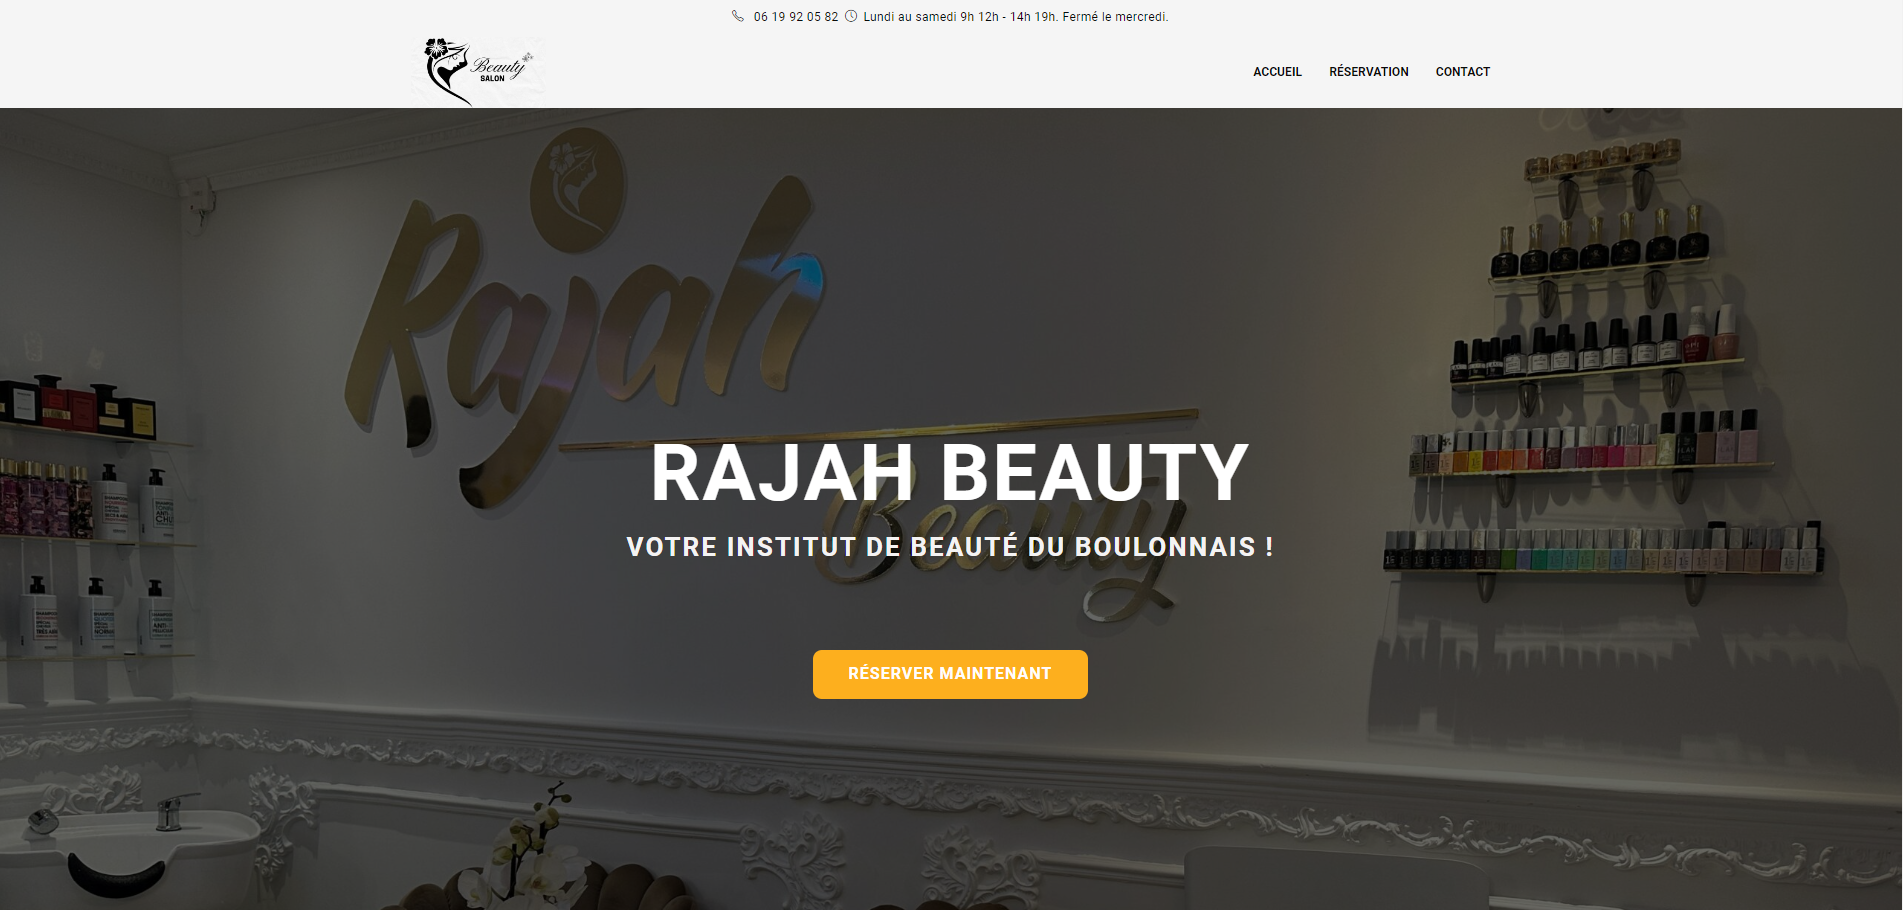 06 19 92 05 82 Lundi au samedi 9h 12h - 14h 19h. Fermé le mercredi.
Beauty
SALON
ACCUEIL RÉSERVATION CONTACT
Rajah
Beauty
RAJAH BEAUTY
VOTRE INSTITUT DE BEAUTÉ DU BOULONNAIS !
RÉSERVER MAINTENANT